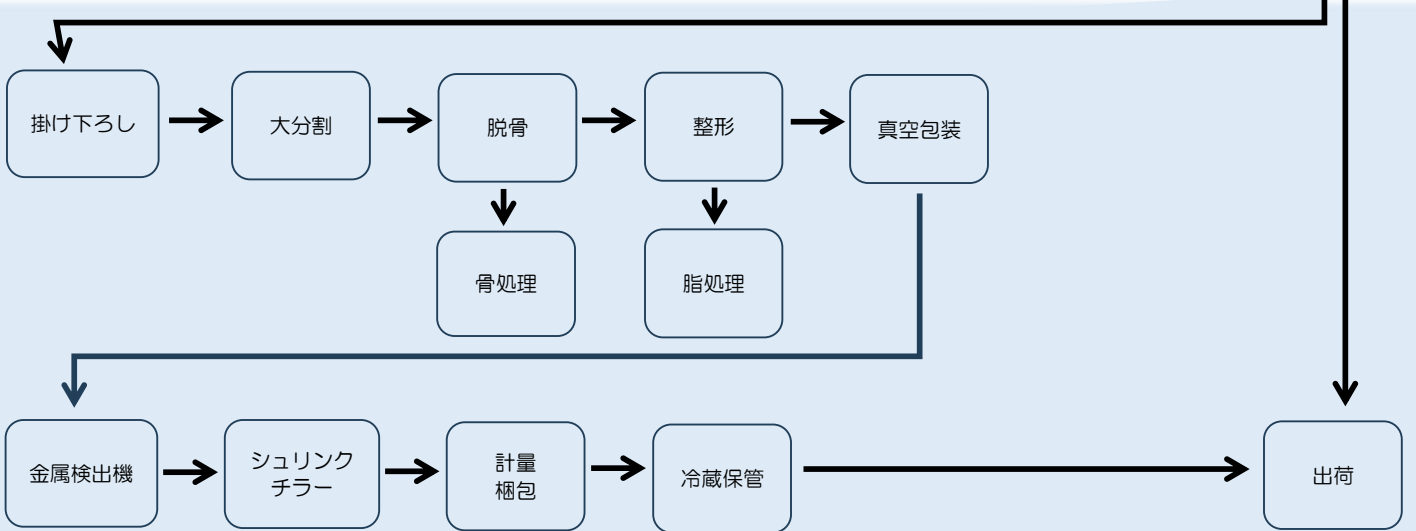 掛け下ろし
大分割
脱骨
整形
真空包装
骨処理
脂処理
金属検出機
シュリンク
チラー
計量
梱包
冷蔵保管
出荷